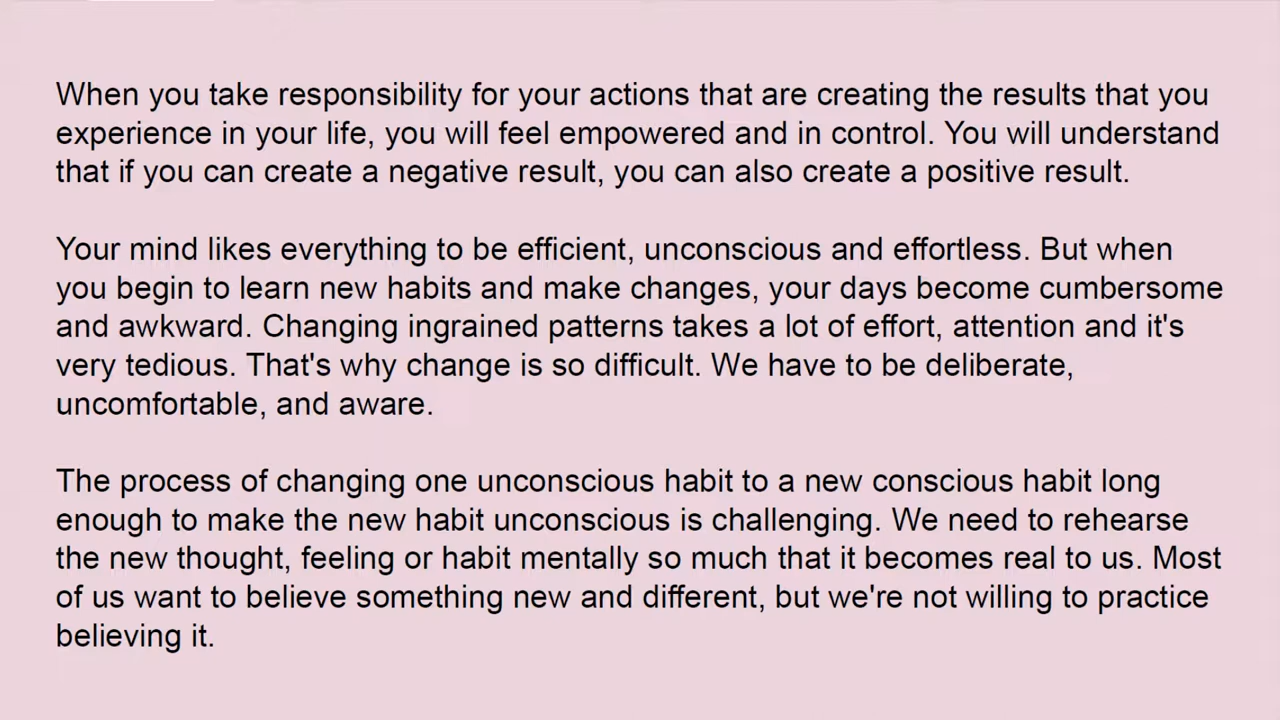 When you take responsibility for your actions that are creating the results that you
experience in your life, you will feel empowered and in control. You will understand
that if you can create a negative result, you can also create a positive result.
Your mind likes everything to be efficient, unconscious and effortless. But when
you begin to learn new habits and make changes, your days become cumbersome
and awkward. Changing ingrained patterns takes a lot of effort, attention and it's
very tedious. That's why change is so difficult. We have to be deliberate,
uncomfortable, and aware.
The process of changing one unconscious habit to a new conscious habit long
enough to make the new habit unconscious is challenging. We need to rehearse
the new thought, feeling or habit mentally so much that it becomes real to us. Most
of us want to believe something new and different, but we're not willing to practice
believing it.